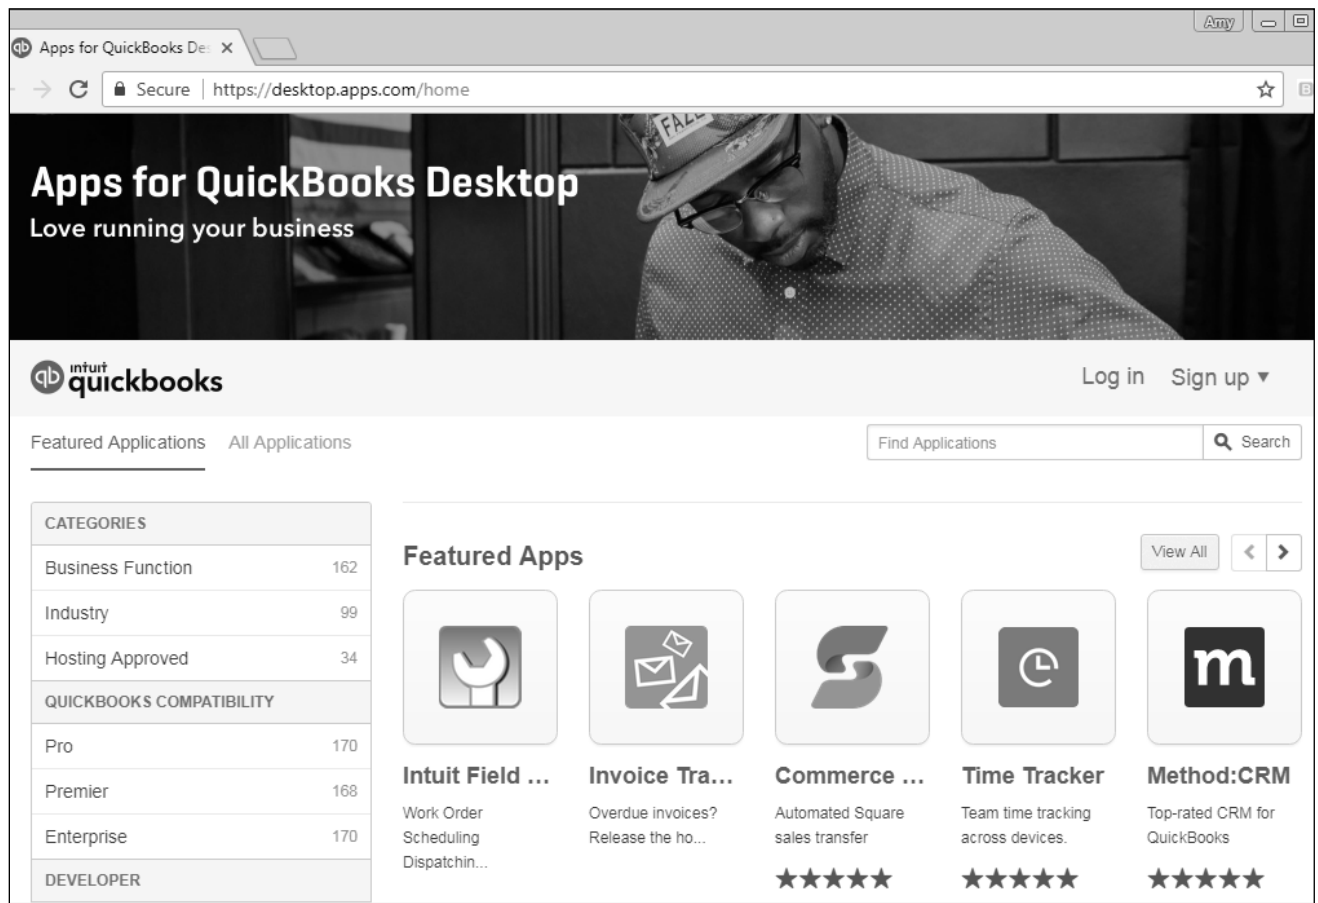 Amy
Apps for QuickBooks Des
Secure
https://desktop.apps.com/home
FAZE
Apps for QuickBooks Desktop
Love running your business
qb intuit quickbooks
Log in
Sign up
Featured Applications
All Applications
Find Applications
Search
CATEGORIES
Business Function 162
Industry 99
Hosting Approved 34
QUICKBOOKS COMPATIBILITY
Pro 170
Premier 168
Enterprise 170
DEVELOPER
Featured Apps
View All
m
Intuit Field ...
Work Order
Scheduling
Dispatchin...
Invoice Tra...
Overdue invoices?
Release the ho...
Commerce ...
Automated Square
sales transfer
Time Tracker
Team time tracking
across devices.
Method:CRM
Top-rated CRM for
QuickBooks